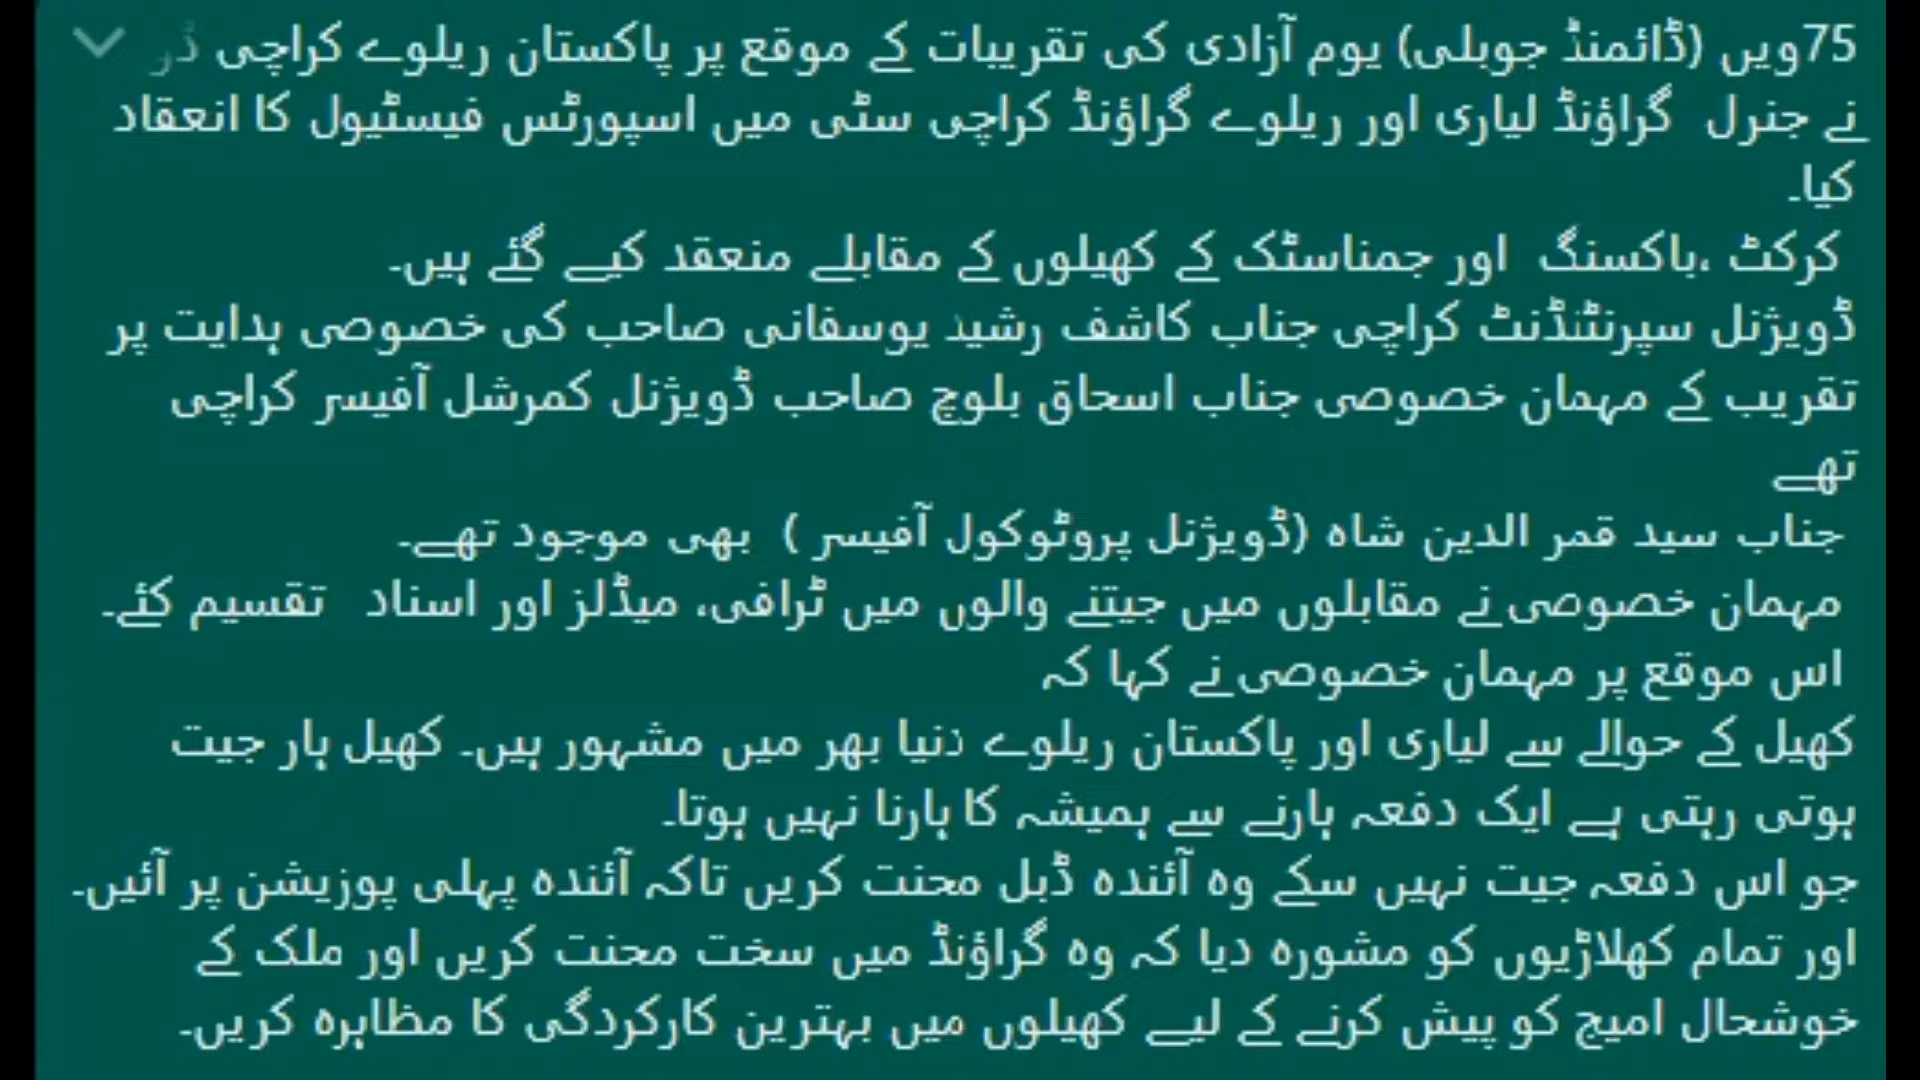 75ویں (ڈائمنڈ جوبلی) یوم آزادی کی تقریبات کے موقع پر پاکستان ریلوے کراچی
نے جنرل گراؤنڈ لیاری اور ریلوے گراؤنڈ کراچی سٹی میں اسپورٹس فیسٹیول کا انعقاد
کیا۔
کرکٹ ،باکسنگ اور جمناسٹک کے کھیلوں کے مقابلے منعقد کیے گئے ہیں۔
ڈویژنل سپرنٹنڈنٹ کراچی جناب کاشف رشید یوسفانی صاحب کی خصوصی ہدایت پر
تقریب کے مہمان خصوصی جناب اسحاق بلوچ صاحب ڈویژنل کمرشل آفیسر کراچی
تھے
جناب سید قمر الدین شاہ (ڈویژنل پروٹوکول آفیسر ) بھی موجود تھے۔
مہمان خصوصی نے مقابلوں میں جیتنے والوں میں ٹرافی، میڈلز اور اسناد تقسیم کئے۔
اس موقع پر مہمان خصوصی نے کہا کہ
کھیل کے حوالے سے لیاری اور پاکستان ریلوے دنیا بھر میں مشہور ہیں۔ کھیل ہار جیت
ہوتی رہتی ہے ایک دفعہ ہارنے سے ہمیشہ کا ہارنا نہیں ہوتا۔
جو اس دفعہ جیت نہیں سکے وہ آئندہ ڈبل محنت کریں تاکہ آئندہ پہلی پوزیشن پر آئیں۔
اور تمام کھلاڑیوں کو مشورہ دیا کہ وہ گراؤنڈ میں سخت محنت کریں اور ملک کے
خوشحال امیج کو پیش کرنے کے لیے کھیلوں میں بہترین کارکردگی کا مظاہرہ کریں۔